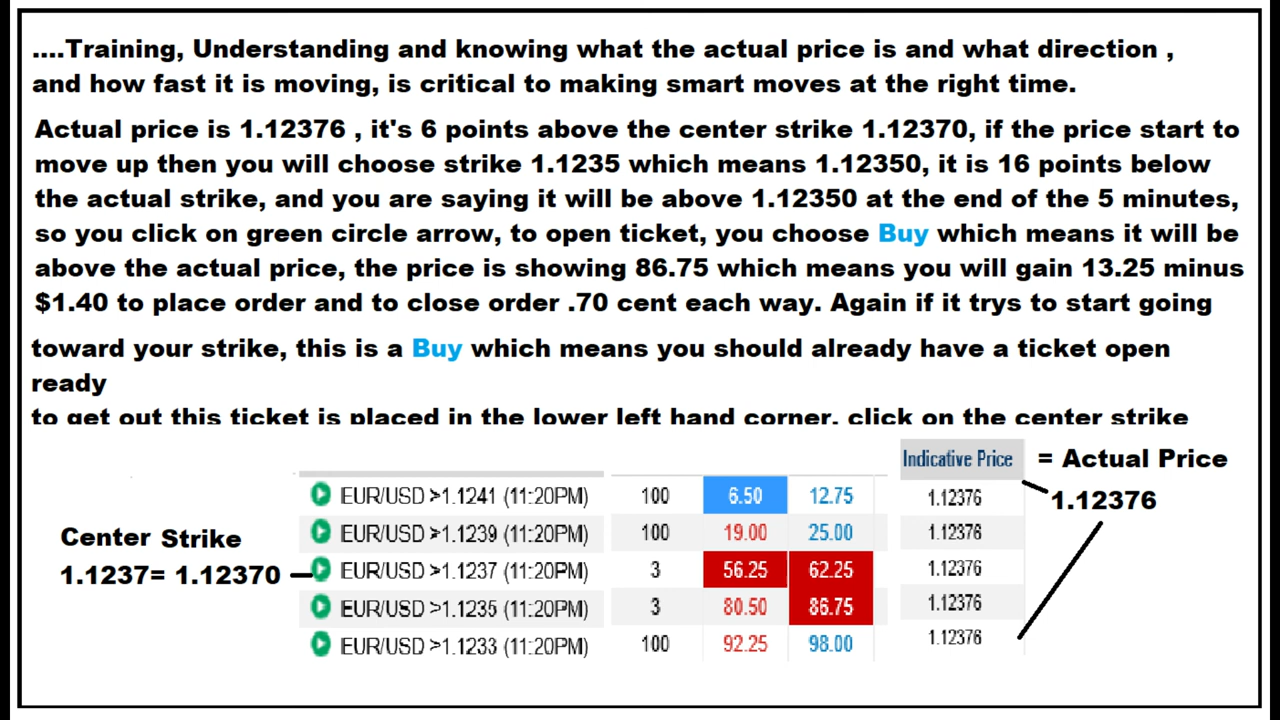 ....Training, Understanding and knowing what the actual price is and what direction ,
and how fast it is moving, is critical to making smart moves at the right time.
Actual price is 1.12376 , it's 6 points above the center strike 1.12370, if the price start to
move up then you will choose strike 1.1235 which means 1.12350, it is 16 points below
the actual strike, and you are saying it will be above 1.12350 at the end of the 5 minutes,
so you click on green circle arrow, to open ticket, you choose Buy which means it will be
above the actual price, the price is showing 86.75 which means you will gain 13.25 minus
$1.40 to place order and to close order .70 cent each way. Again if it trys to start going
toward your strike, this is a Buy which means you should already have a ticket open
ready
to get out this ticket is placed in the lower left hand corner, click on the center strike
Indicative Price = Actual Price
EUR/USD >1.1241 (11:20PM) 100 6.50 12.75 1.12376 1.12376
EUR/USD >1.1239 (11:20PM) 100 19.00 25.00 1.12376
Center Strike
1.1237= 1.12370 EUR/USD >1.1237 (11:20PM) 3 56.25 62.25 1.12376
EUR/USD >1.1235 (11:20PM) 3 80.50 86.75 1.12376
EUR/USD >1.1233 (11:20PM) 100 92.25 98.00 1.12376